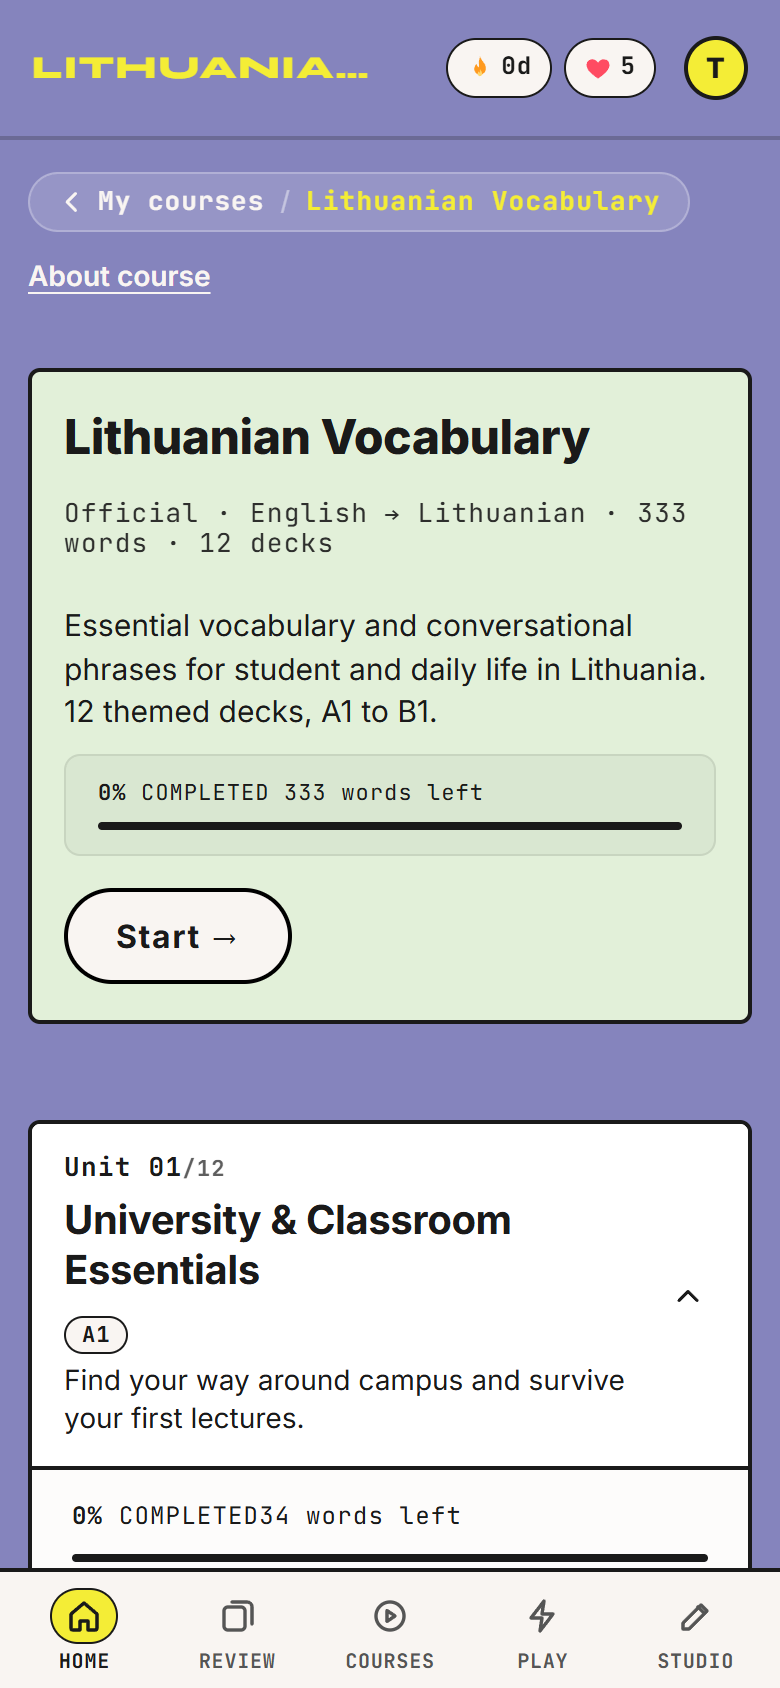 LITHUANIA...
0d
5
T
My courses / Lithuanian Vocabulary
About course
Lithuanian Vocabulary
Official · English → Lithuanian · 333
words · 12 decks
Essential vocabulary and conversational
phrases for student and daily life in Lithuania.
12 themed decks, A1 to B1.
0% COMPLETED 333 words left
Start →
Unit 01/12
University & Classroom
Essentials
A1
Find your way around campus and survive
your first lectures.
0% COMPLETED34 words left
HOME
REVIEW
COURSES
PLAY
STUDIO